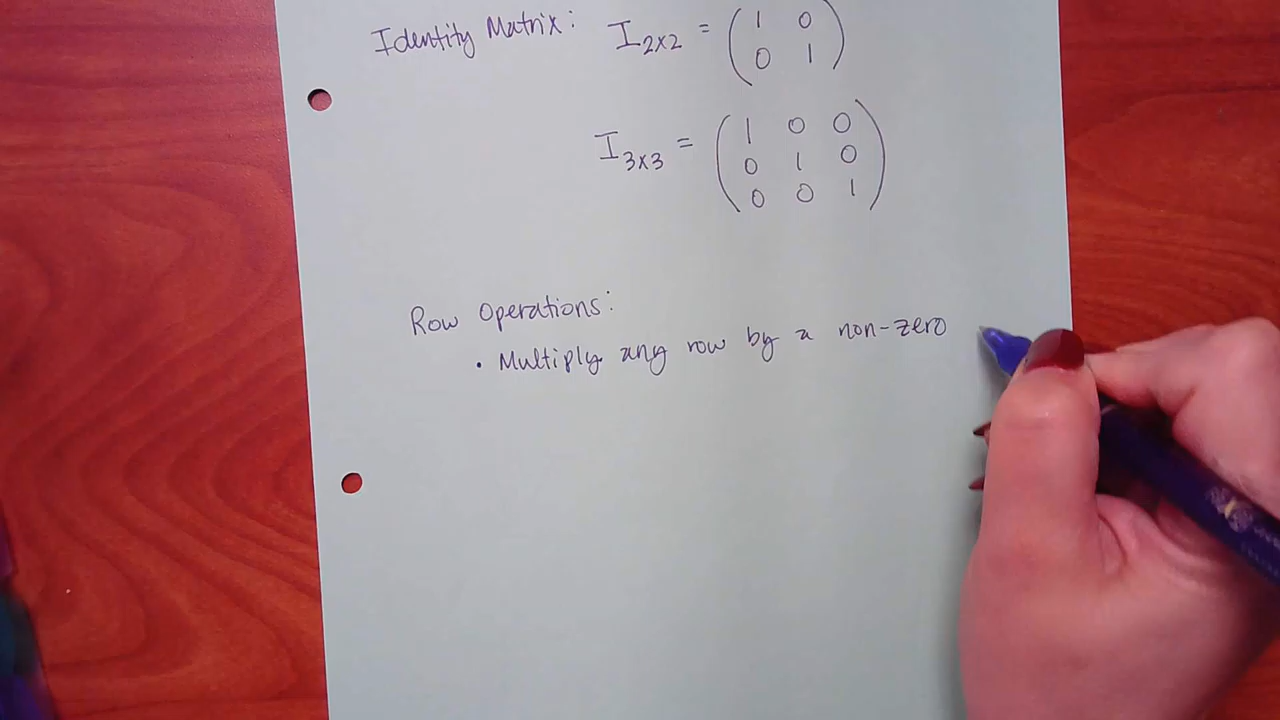 Identity Matrix: I2x2 = (1 0
0 1)
I3x3 = (1 0 0
0 1 0
0 0 1)
Row Operations:
• Multiply any row by a non-zero